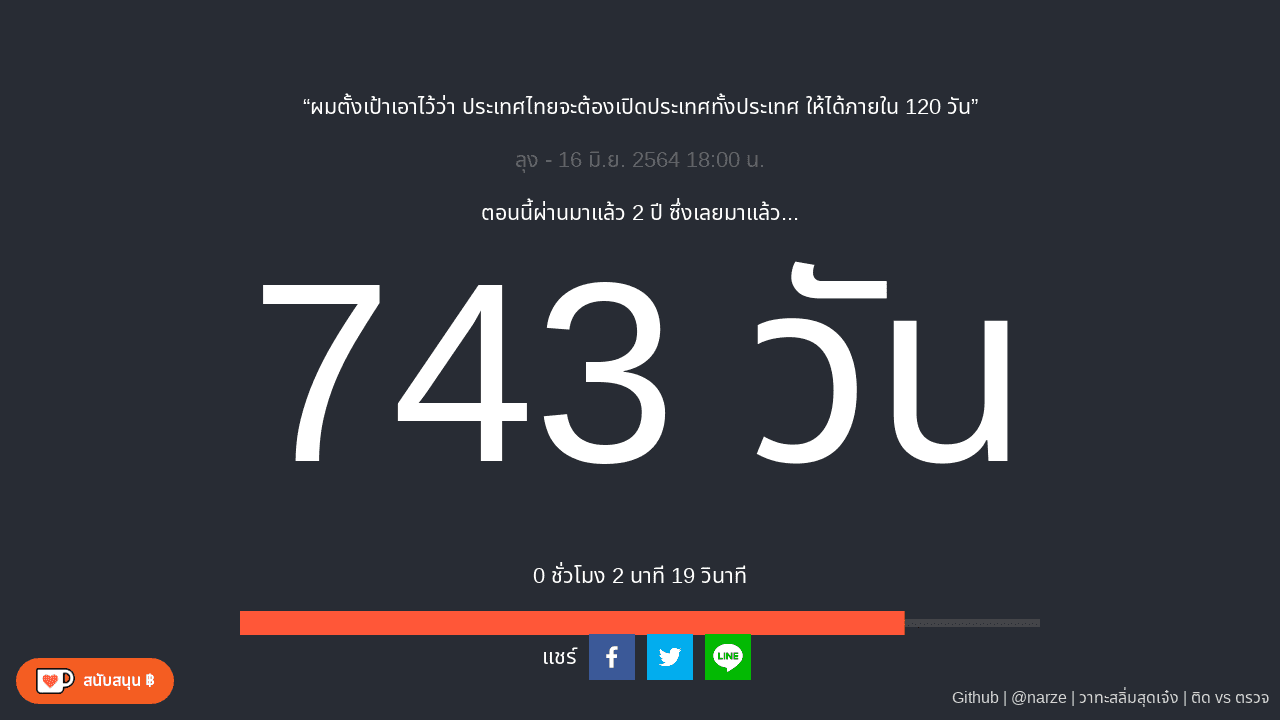 “ผมตั้งเป้าเอาไว้ว่า ประเทศไทยจะต้องเปิดประเทศทั้งประเทศ ให้ได้ภายใน 120 วัน”
ลุง - 16 มิ.ย. 2564 18:00 น.
ตอนนี้ผ่านมาแล้ว 2 ปี ซึ่งเลยมาแล้ว...
743 วัน
0 ชั่วโมง 2 นาที 19 วินาที
แชร์
LINE
สนับสนุน ฿
Github | @narze | วาทะสลิ่มสุดเจ๋ง | ติด vs ตรวจ